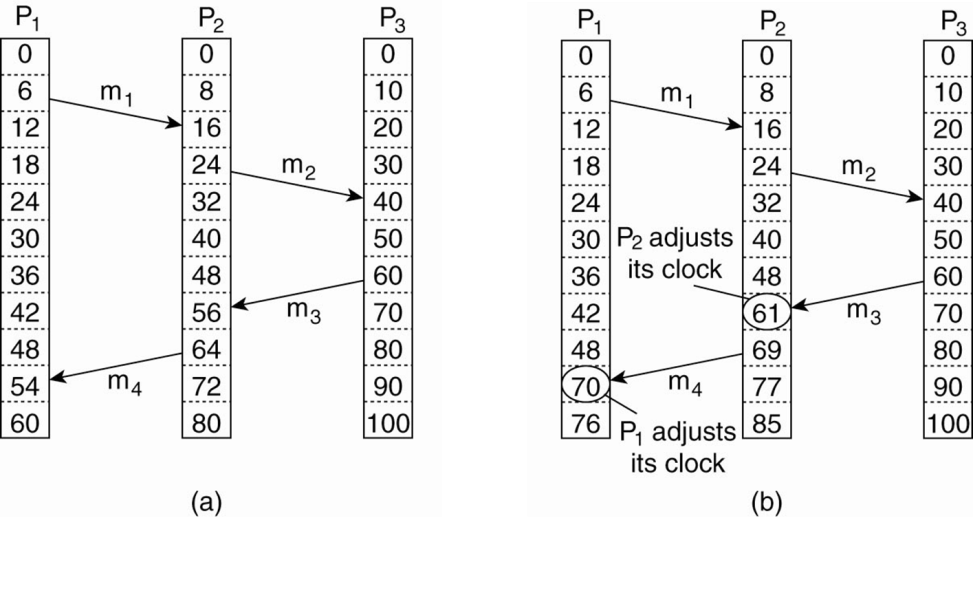 P1 P2 P3
0 0 0
6 8 10
m1
12 16 20
18 24 30
m2
24 32 40
30 40 50
36 48 60
42 56 70
m3
48 64 80
54 72 90
m4
60 80 100
(a)
P1 P2 P3
0 0 0
6 8 10
m1
12 16 20
18 24 30
m2
24 32 40
30 40 50
P2 adjusts
its clock
36 48 60
42 61 70
m3
48 69 80
70 77 90
m4
76 85 100
P1 adjusts
its clock
(b)